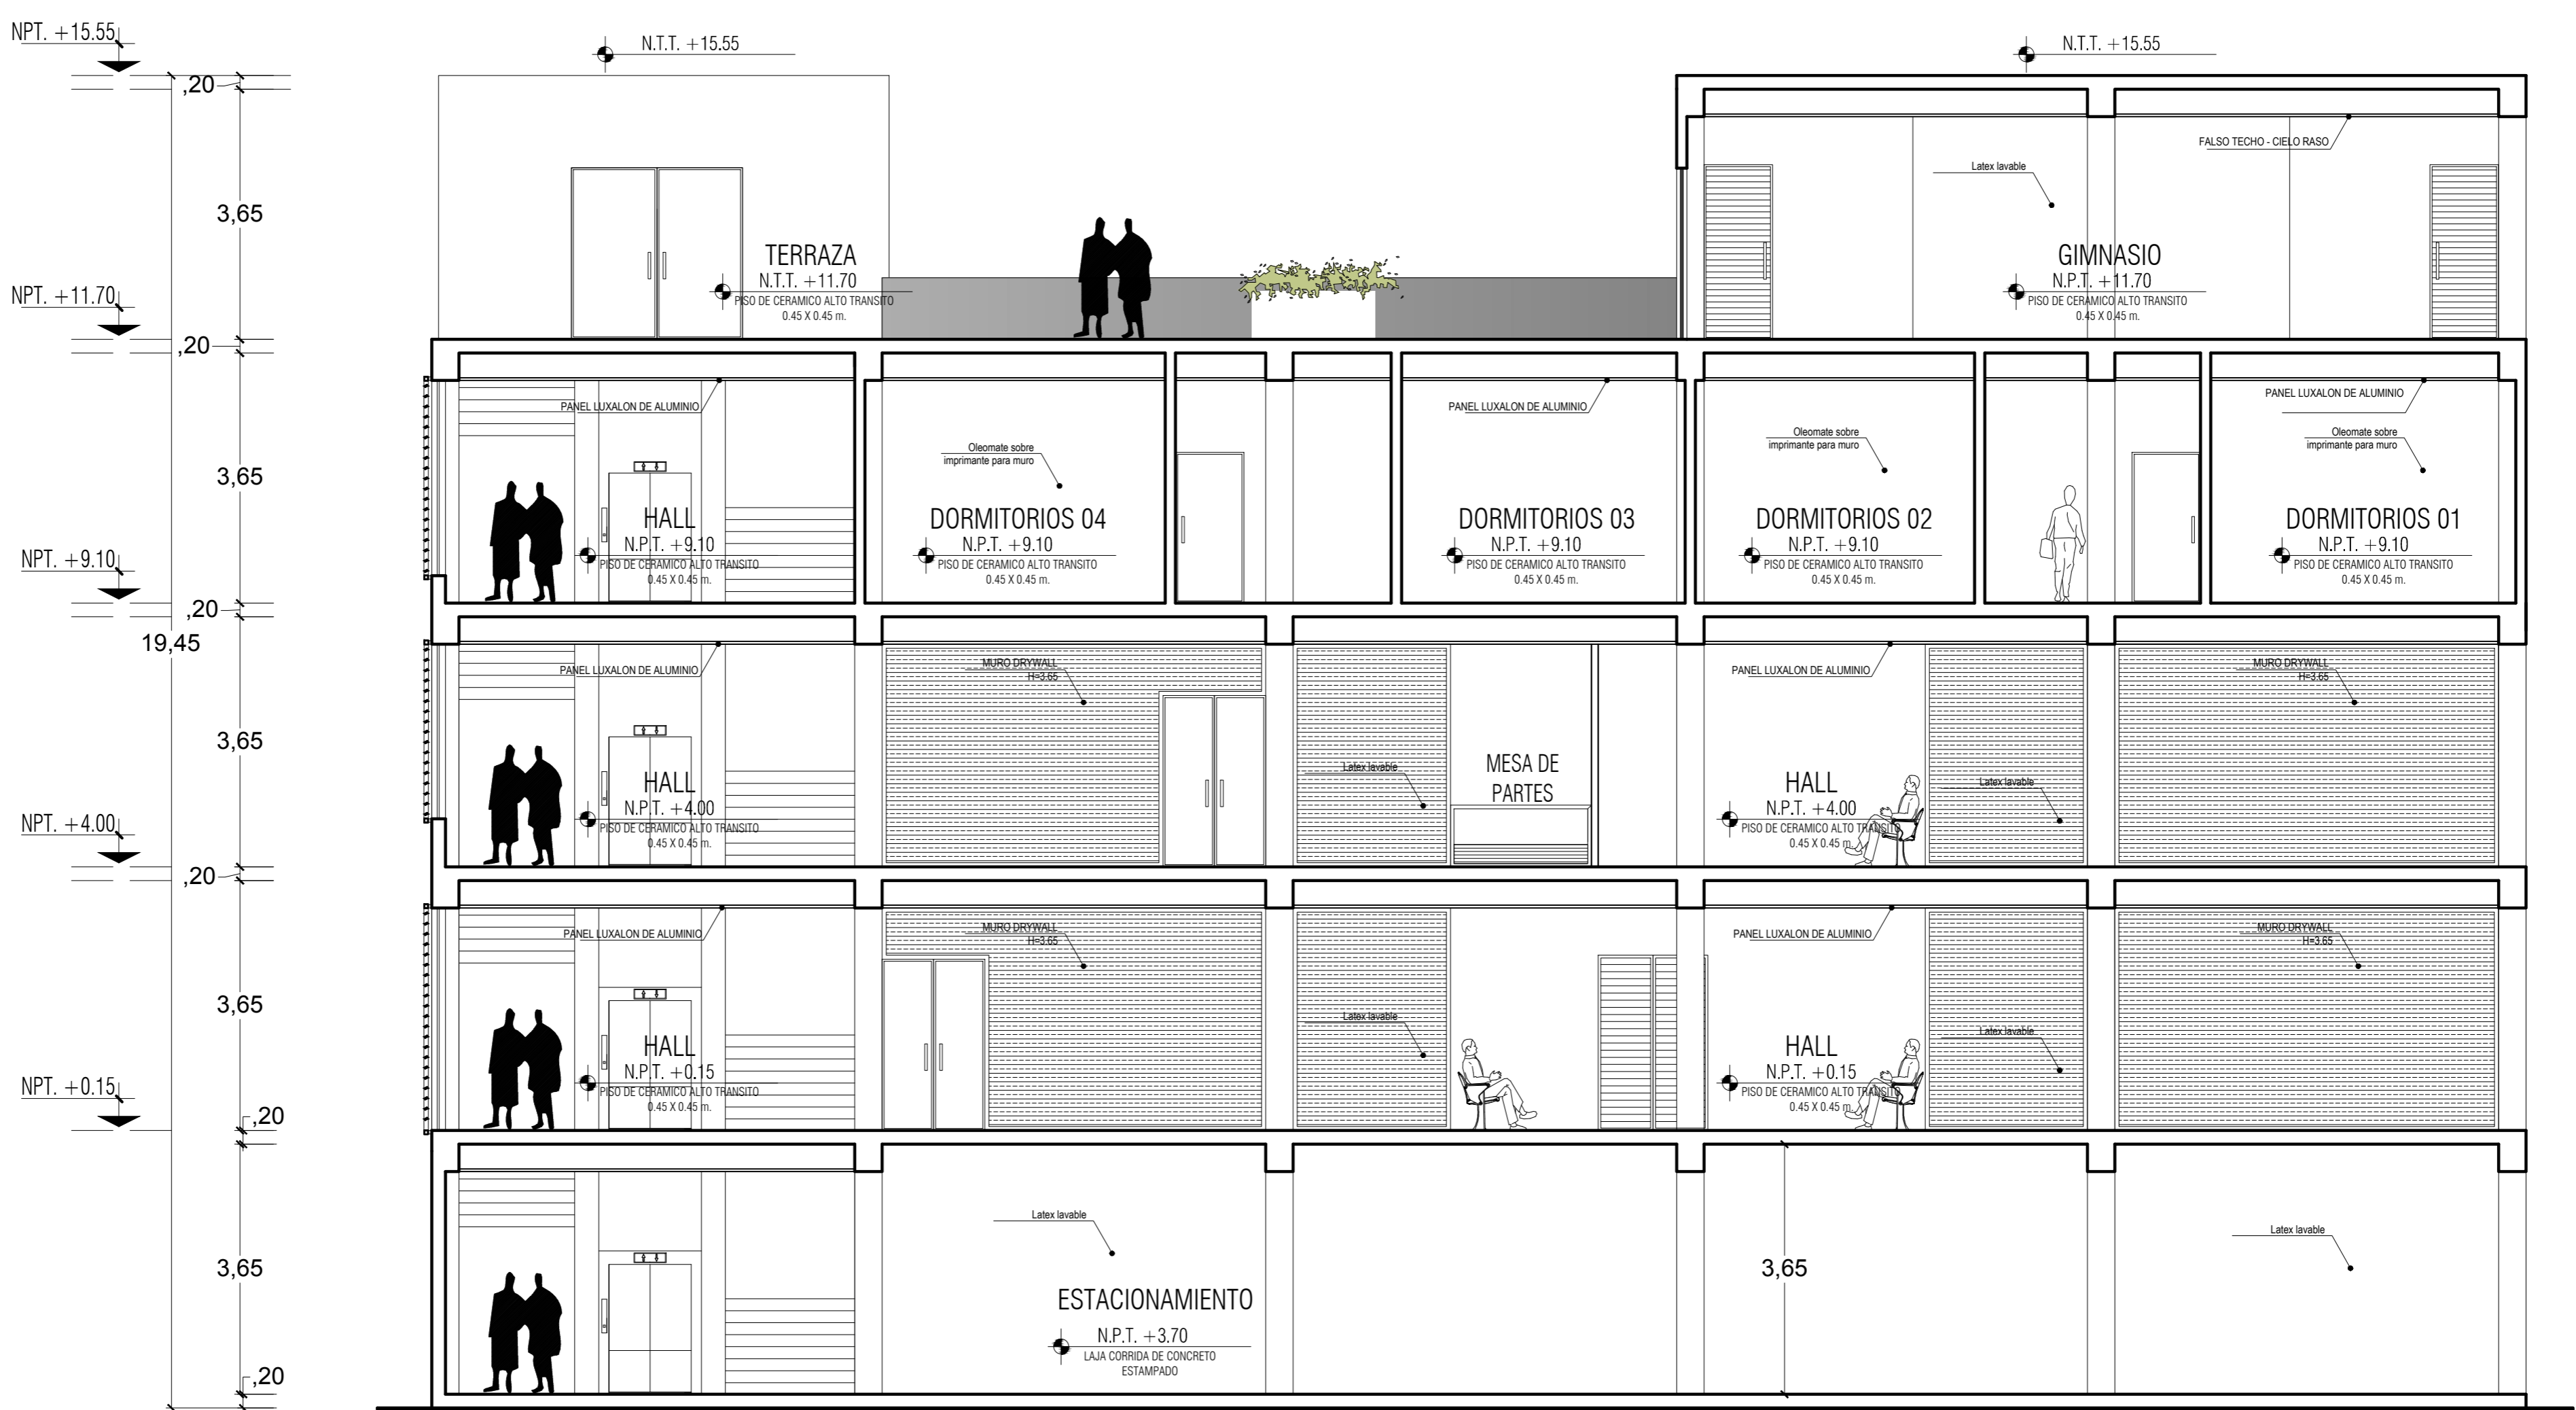 NPT. +15.55
N.T.T. +15.55
N.T.T. +15.55
,20
FALSO TECHO - CIELO RASO
Latex lavable
3,65
TERRAZA
N.T.T. +11.70
PISO DE CERAMICO ALTO TRANSITO
0.45 X 0.45 m.
GIMNASIO
N.P.T. +11.70
PISO DE CERAMICO ALTO TRANSITO
0.45 X 0.45 m.
NPT. +11.70
,20
PANEL LUXALON DE ALUMINIO
PANEL LUXALON DE ALUMINIO
PANEL LUXALON DE ALUMINIO
Oleomate sobre
imprimante para muro
Oleomate sobre
imprimante para muro
Oleomate sobre
imprimante para muro
3,65
HALL
N.P.T. +9.10
PISO DE CERAMICO ALTO TRANSITO
0.45 X 0.45 m.
DORMITORIOS 04
N.P.T. +9.10
PISO DE CERAMICO ALTO TRANSITO
0.45 X 0.45 m.
DORMITORIOS 03
N.P.T. +9.10
PISO DE CERAMICO ALTO TRANSITO
0.45 X 0.45 m.
DORMITORIOS 02
N.P.T. +9.10
PISO DE CERAMICO ALTO TRANSITO
0.45 X 0.45 m.
DORMITORIOS 01
N.P.T. +9.10
PISO DE CERAMICO ALTO TRANSITO
0.45 X 0.45 m.
NPT. +9.10
,20
19,45
PANEL LUXALON DE ALUMINIO
MURO DRYWALL
H=3.65
PANEL LUXALON DE ALUMINIO
MURO DRYWALL
H=3.65
3,65
HALL
N.P.T. +4.00
PISO DE CERAMICO ALTO TRANSITO
0.45 X 0.45 m.
Latex lavable
MESA DE
PARTES
HALL
N.P.T. +4.00
PISO DE CERAMICO ALTO TRANSITO
0.45 X 0.45 m.
Latex lavable
NPT. +4.00
,20
PANEL LUXALON DE ALUMINIO
MURO DRYWALL
H=3.65
PANEL LUXALON DE ALUMINIO
MURO DRYWALL
H=3.65
3,65
HALL
N.P.T. +0.15
PISO DE CERAMICO ALTO TRANSITO
0.45 X 0.45 m.
Latex lavable
HALL
N.P.T. +0.15
PISO DE CERAMICO ALTO TRANSITO
0.45 X 0.45 m.
Latex lavable
NPT. +0.15
,20
Latex lavable
Latex lavable
3,65
3,65
ESTACIONAMIENTO
N.P.T. +3.70
LAJA CORRIDA DE CONCRETO
ESTAMPADO
,20